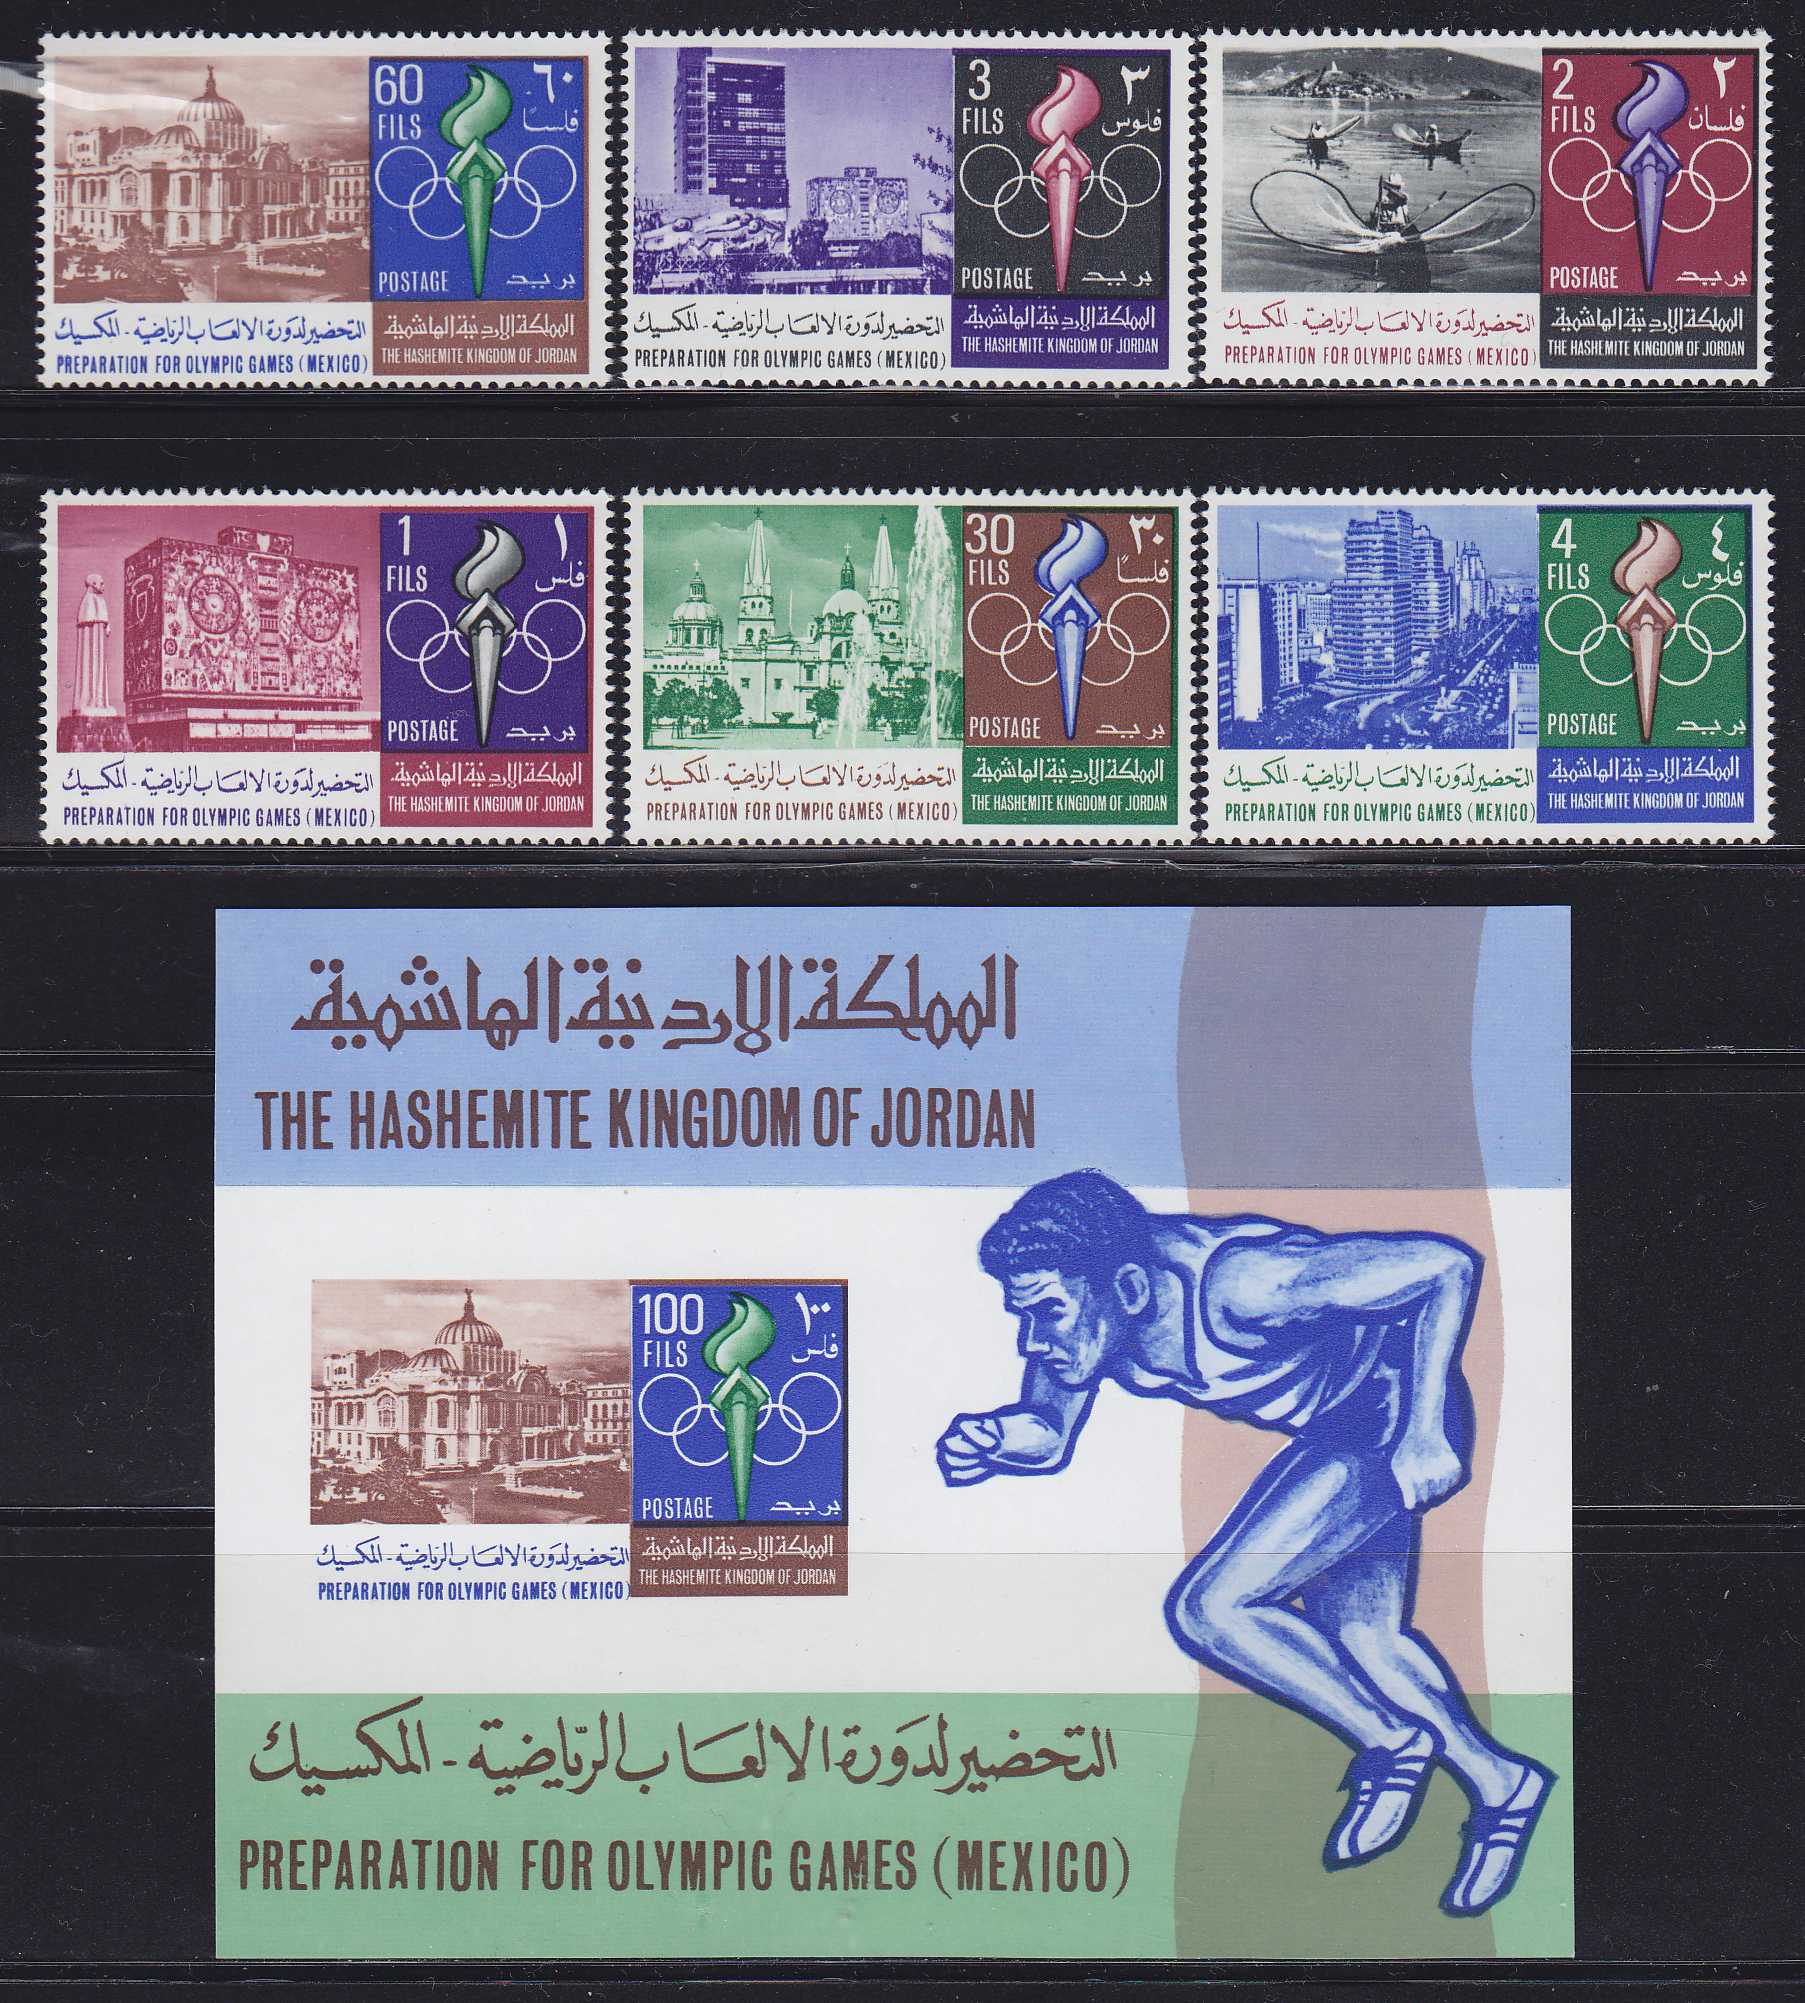 60 ٦٠
FILS فلسًا
POSTAGE بريد
التحضير لدورة الالعاب الرياضية - المكسيك
PREPARATION FOR OLYMPIC GAMES (MEXICO)
المملكة الاردنية الهاشمية
THE HASHEMITE KINGDOM OF JORDAN
3 ٣
FILS فلوس
POSTAGE بريد
التحضير لدورة الالعاب الرياضية - المكسيك
PREPARATION FOR OLYMPIC GAMES (MEXICO)
المملكة الاردنية الهاشمية
THE HASHEMITE KINGDOM OF JORDAN
2 ٢
FILS فلسان
POSTAGE بريد
التحضير لدورة الالعاب الرياضية - المكسيك
PREPARATION FOR OLYMPIC GAMES (MEXICO)
المملكة الاردنية الهاشمية
THE HASHEMITE KINGDOM OF JORDAN
1 ١
FILS فلس
POSTAGE بريد
التحضير لدورة الالعاب الرياضية - المكسيك
PREPARATION FOR OLYMPIC GAMES (MEXICO)
المملكة الاردنية الهاشمية
THE HASHEMITE KINGDOM OF JORDAN
30 ٣٠
FILS فلسًا
POSTAGE بريد
التحضير لدورة الالعاب الرياضية - المكسيك
PREPARATION FOR OLYMPIC GAMES (MEXICO)
المملكة الاردنية الهاشمية
THE HASHEMITE KINGDOM OF JORDAN
4 ٤
FILS فلوس
POSTAGE بريد
التحضير لدورة الالعاب الرياضية - المكسيك
PREPARATION FOR OLYMPIC GAMES (MEXICO)
المملكة الاردنية الهاشمية
THE HASHEMITE KINGDOM OF JORDAN
المملكة الاردنية الهاشمية
THE HASHEMITE KINGDOM OF JORDAN
100 ١٠٠
FILS فلس
POSTAGE بريد
التحضير لدورة الالعاب الرياضية - المكسيك
PREPARATION FOR OLYMPIC GAMES (MEXICO)
المملكة الاردنية الهاشمية
THE HASHEMITE KINGDOM OF JORDAN
التحضير لدَورة الالعَاب الريّاضية - المكسيك
PREPARATION FOR OLYMPIC GAMES (MEXICO)